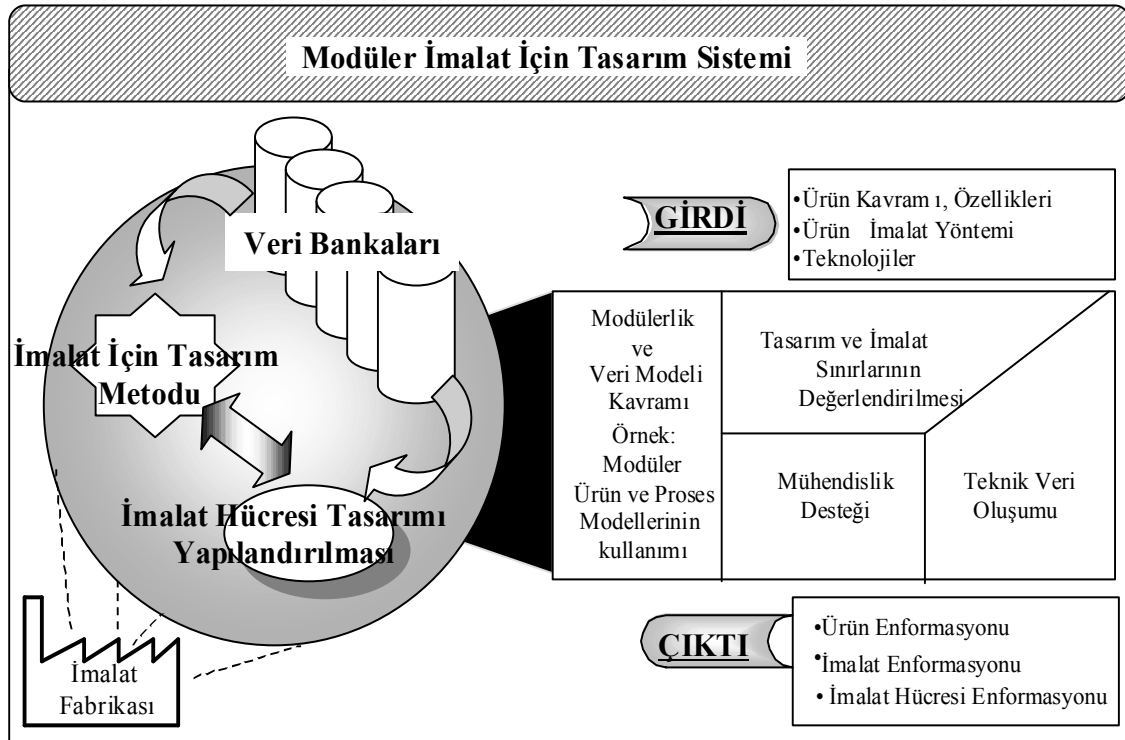 Modüler İmalat İçin Tasarım Sistemi
Veri Bankaları
İmalat İçin Tasarım
Metodu
İmalat Hücresi Tasarımı
Yapılandırılması
İmalat
Fabrikası
GİRDİ
•Ürün Kavramı, Özellikleri
•Ürün İmalat Yöntemi
•Teknolojiler
Modülerlik
ve
Veri Modeli
Kavramı
Örnek:
Modüler
Ürün ve Proses
Modellerinin
kullanımı
Tasarım ve İmalat
Sınırlarının
Değerlendirilmesi
Mühendislik
Desteği
Teknik Veri
Oluşumu
ÇIKTI
•Ürün Enformasyonu
•İmalat Enformasyonu
• İmalat Hücresi Enformasyonu